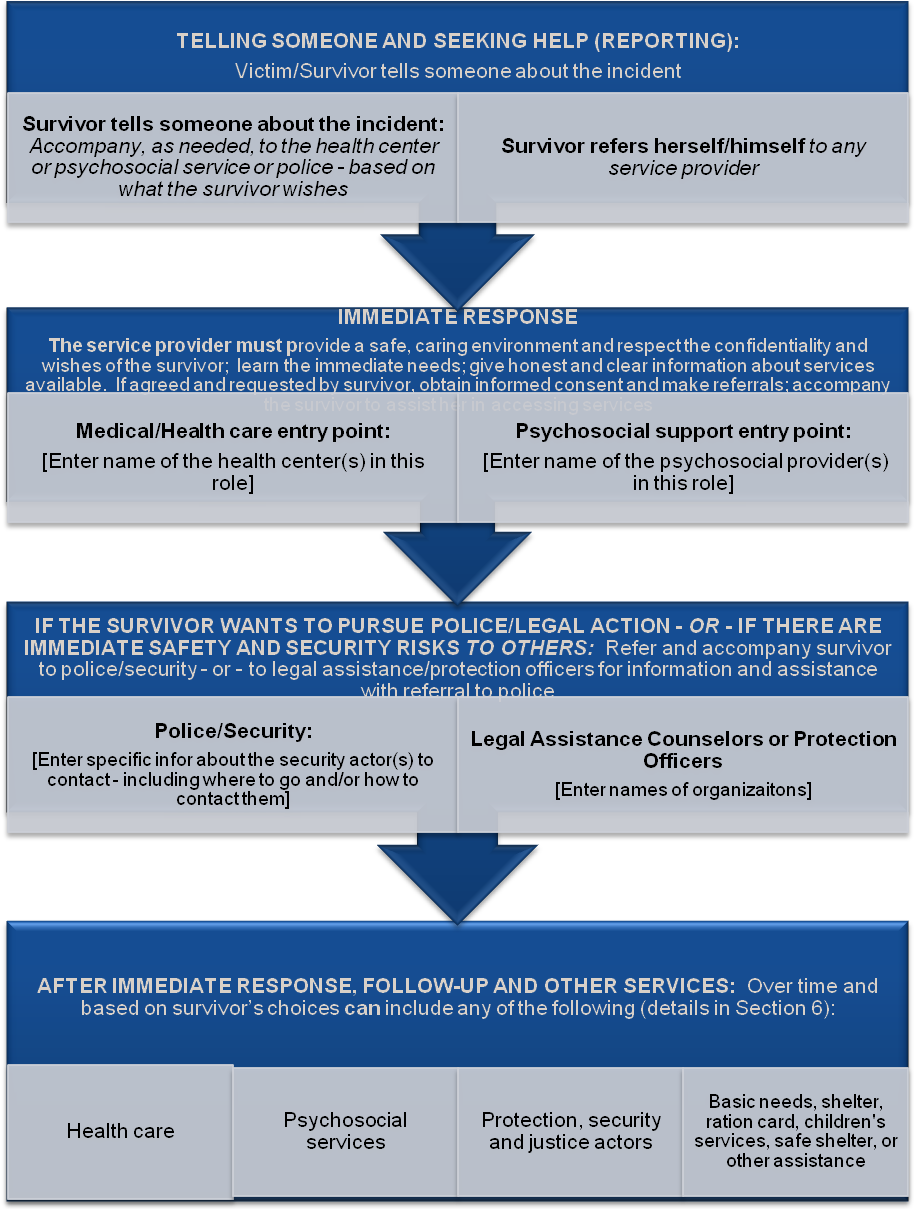 TELLING SOMEONE AND SEEKING HELP (REPORTING):
Victim/Survivor tells someone about the incident
Survivor tells someone about the incident:
Accompany, as needed, to the health center
or psychosocial service or police - based on
what the survivor wishes
Survivor refers herself/himself to any
service provider
IMMEDIATE RESPONSE
The service provider must provide a safe, caring environment and respect the confidentiality and
wishes of the survivor; learn the immediate needs; give honest and clear information about services
available. If agreed and requested by survivor, obtain informed consent and make referrals; accompany
the survivor to assist her in accessing services
Medical/Health care entry point:
[Enter name of the health center(s) in this
role]
Psychosocial support entry point:
[Enter name of the psychosocial provider(s)
in this role]
IF THE SURVIVOR WANTS TO PURSUE POLICE/LEGAL ACTION - OR - IF THERE ARE
IMMEDIATE SAFETY AND SECURITY RISKS TO OTHERS: Refer and accompany survivor
to police/security - or - to legal assistance/protection officers for information and assistance
with referral to police
Police/Security:
[Enter specific infor about the security actor(s) to
contact - including where to go and/or how to
contact them]
Legal Assistance Counselors or Protection
Officers
[Enter names of organizaitons]
AFTER IMMEDIATE RESPONSE, FOLLOW-UP AND OTHER SERVICES: Over time and
based on survivor's choices can include any of the following (details in Section 6):
Health care
Psychosocial
services
Protection, security
and justice actors
Basic needs, shelter,
ration card, children's
services, safe shelter, or
other assistance